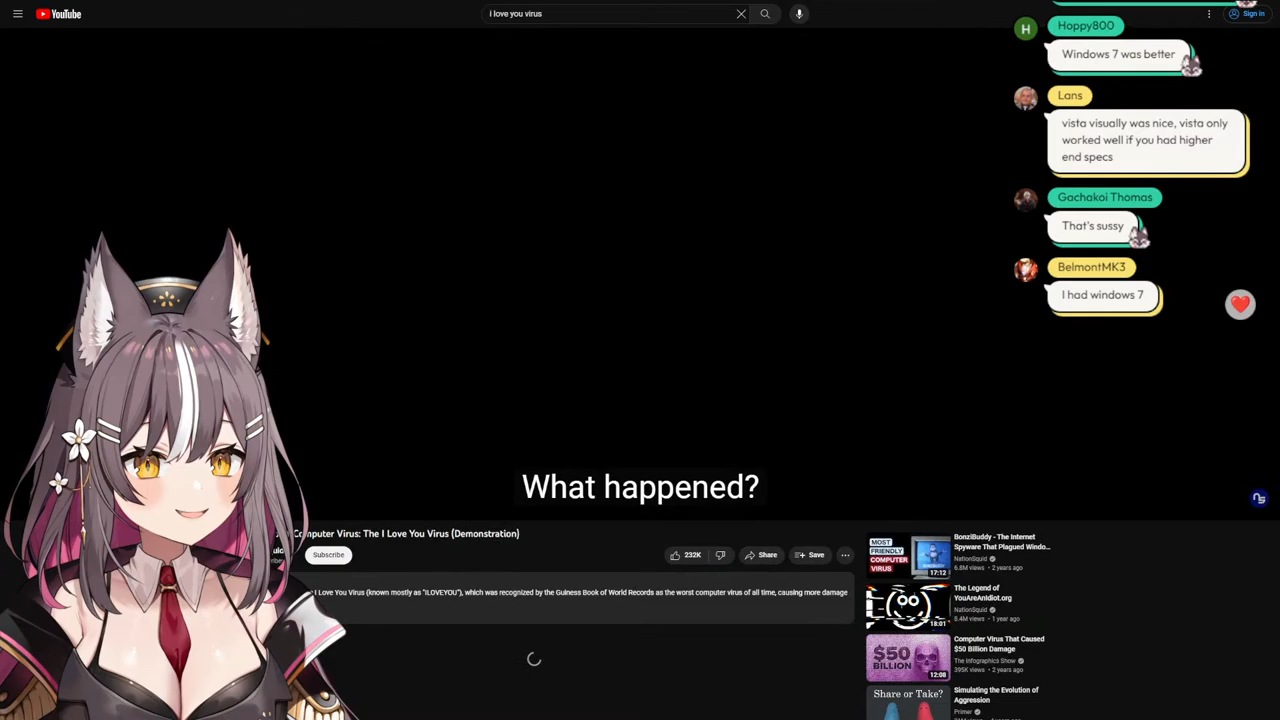 YouTube
i love you virus
Sign in
H
Hoppy800
Windows 7 was better
Lans
vista visually was nice, vista only
worked well if you had higher
end specs
Gachakoi Thomas
That's sussy
BelmontMK3
I had windows 7
What happened?
Computer Virus: The I Love You Virus (Demonstration)
Subscribe
232K
Share
Save
I Love You Virus (known mostly as "ILOVEYOU"), which was recognized by the Guiness Book of World Records as the worst computer virus of all time, causing more damage
MOST
FRIENDLY
COMPUTER
VIRUS
17:12
BonziBuddy - The Internet
Spyware That Plagued Windo...
NationSquid
6.8M views • 2 years ago
18:01
The Legend of
YouAreAnIdiot.org
NationSquid
8.4M views • 1 year ago
$50
BILLION
12:08
Computer Virus That Caused
$50 Billion Damage
The Infographics Show
395K views • 2 years ago
Share or Take?
Simulating the Evolution of
Aggression
Primer